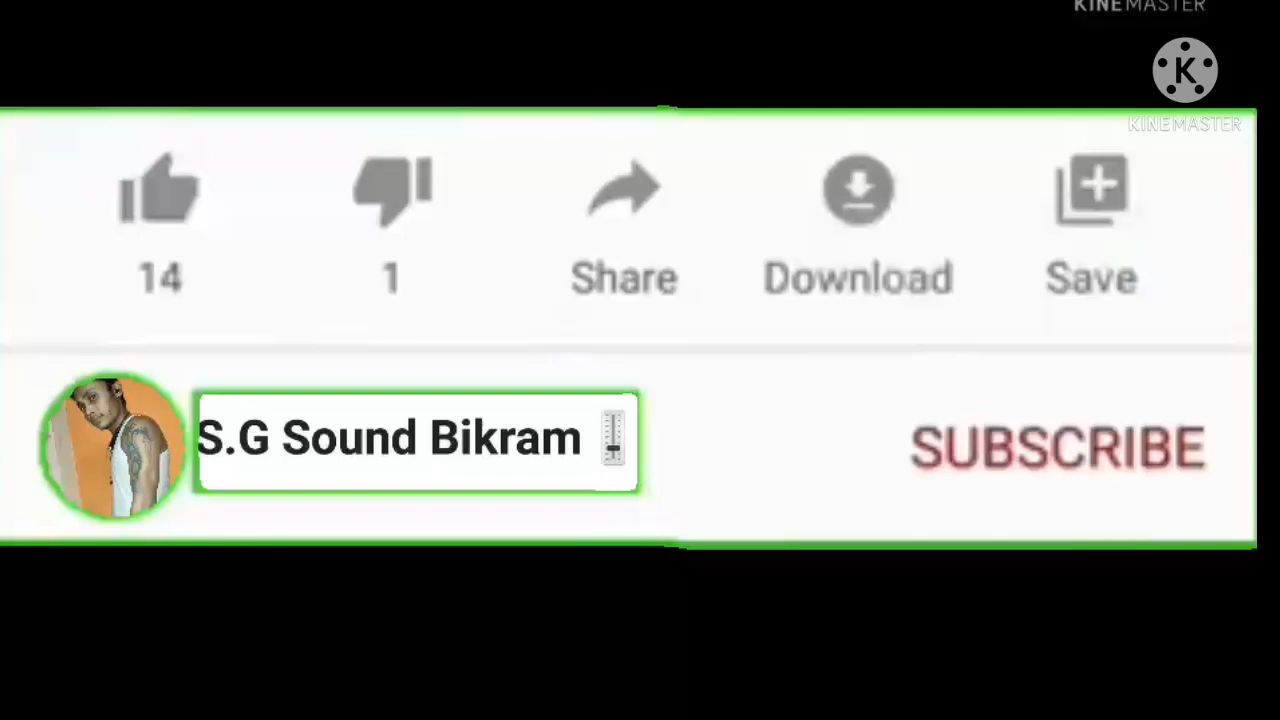 KINEMASTER
K
KINEMASTER
14 1 Share Download Save
S.G Sound Bikram 🎚 SUBSCRIBE